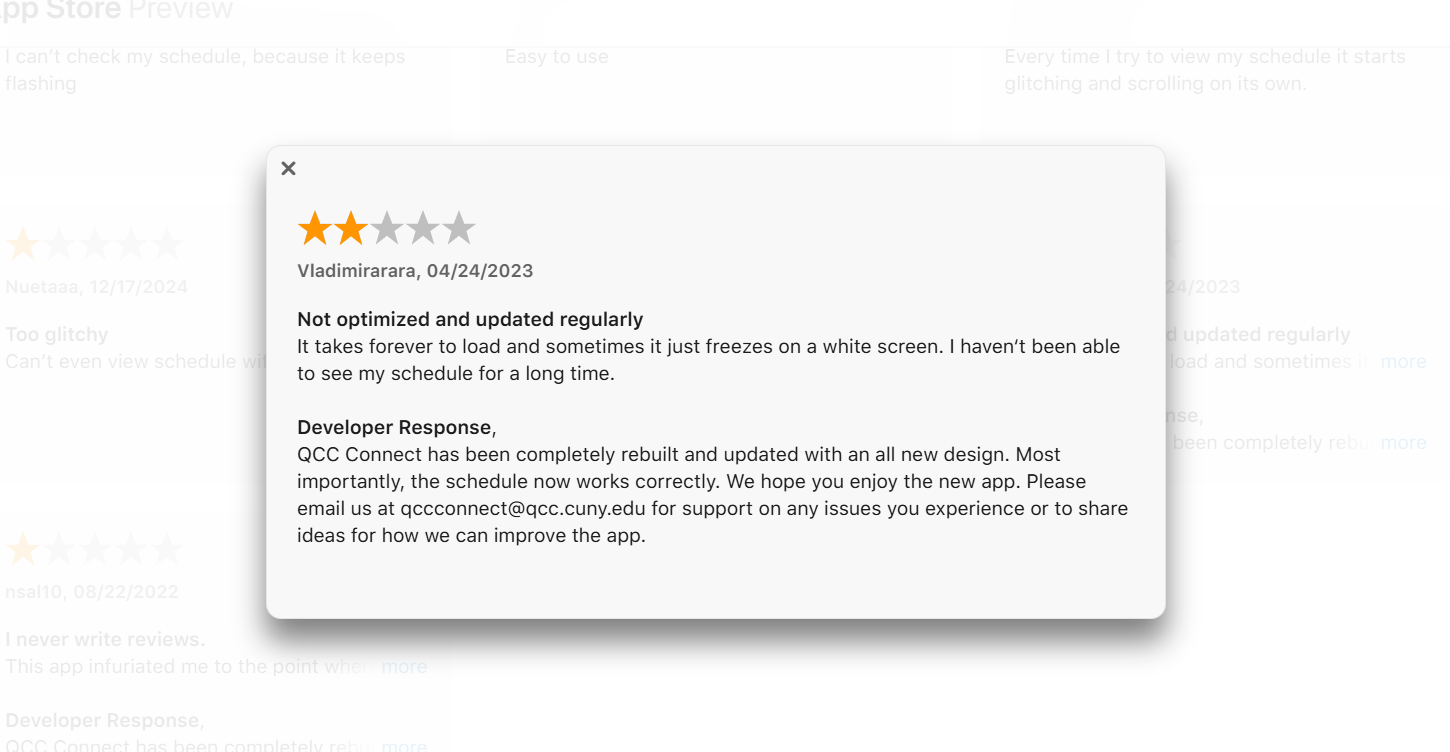 pp Store Preview
I can't check my schedule, because it keeps
flashing
Easy to use
Every time I try to view my schedule it starts
glitching and scrolling on its own.
Vladimirarara, 04/24/2023
Not optimized and updated regularly
It takes forever to load and sometimes it just freezes on a white screen. I haven't been able
to see my schedule for a long time.
Developer Response,
QCC Connect has been completely rebuilt and updated with an all new design. Most
importantly, the schedule now works correctly. We hope you enjoy the new app. Please
email us at qccconnect@qcc.cuny.edu for support on any issues you experience or to share
ideas for how we can improve the app.
Nuetaaa, 12/17/2024
Too glitchy
Can't even view schedule
24/2023
d updated regularly
load and sometimes more
nse,
been completely more
nsal10, 08/22/2022
I never write reviews.
This app infuriated me to the point more
Developer Response,
QCC Connect has been completely more